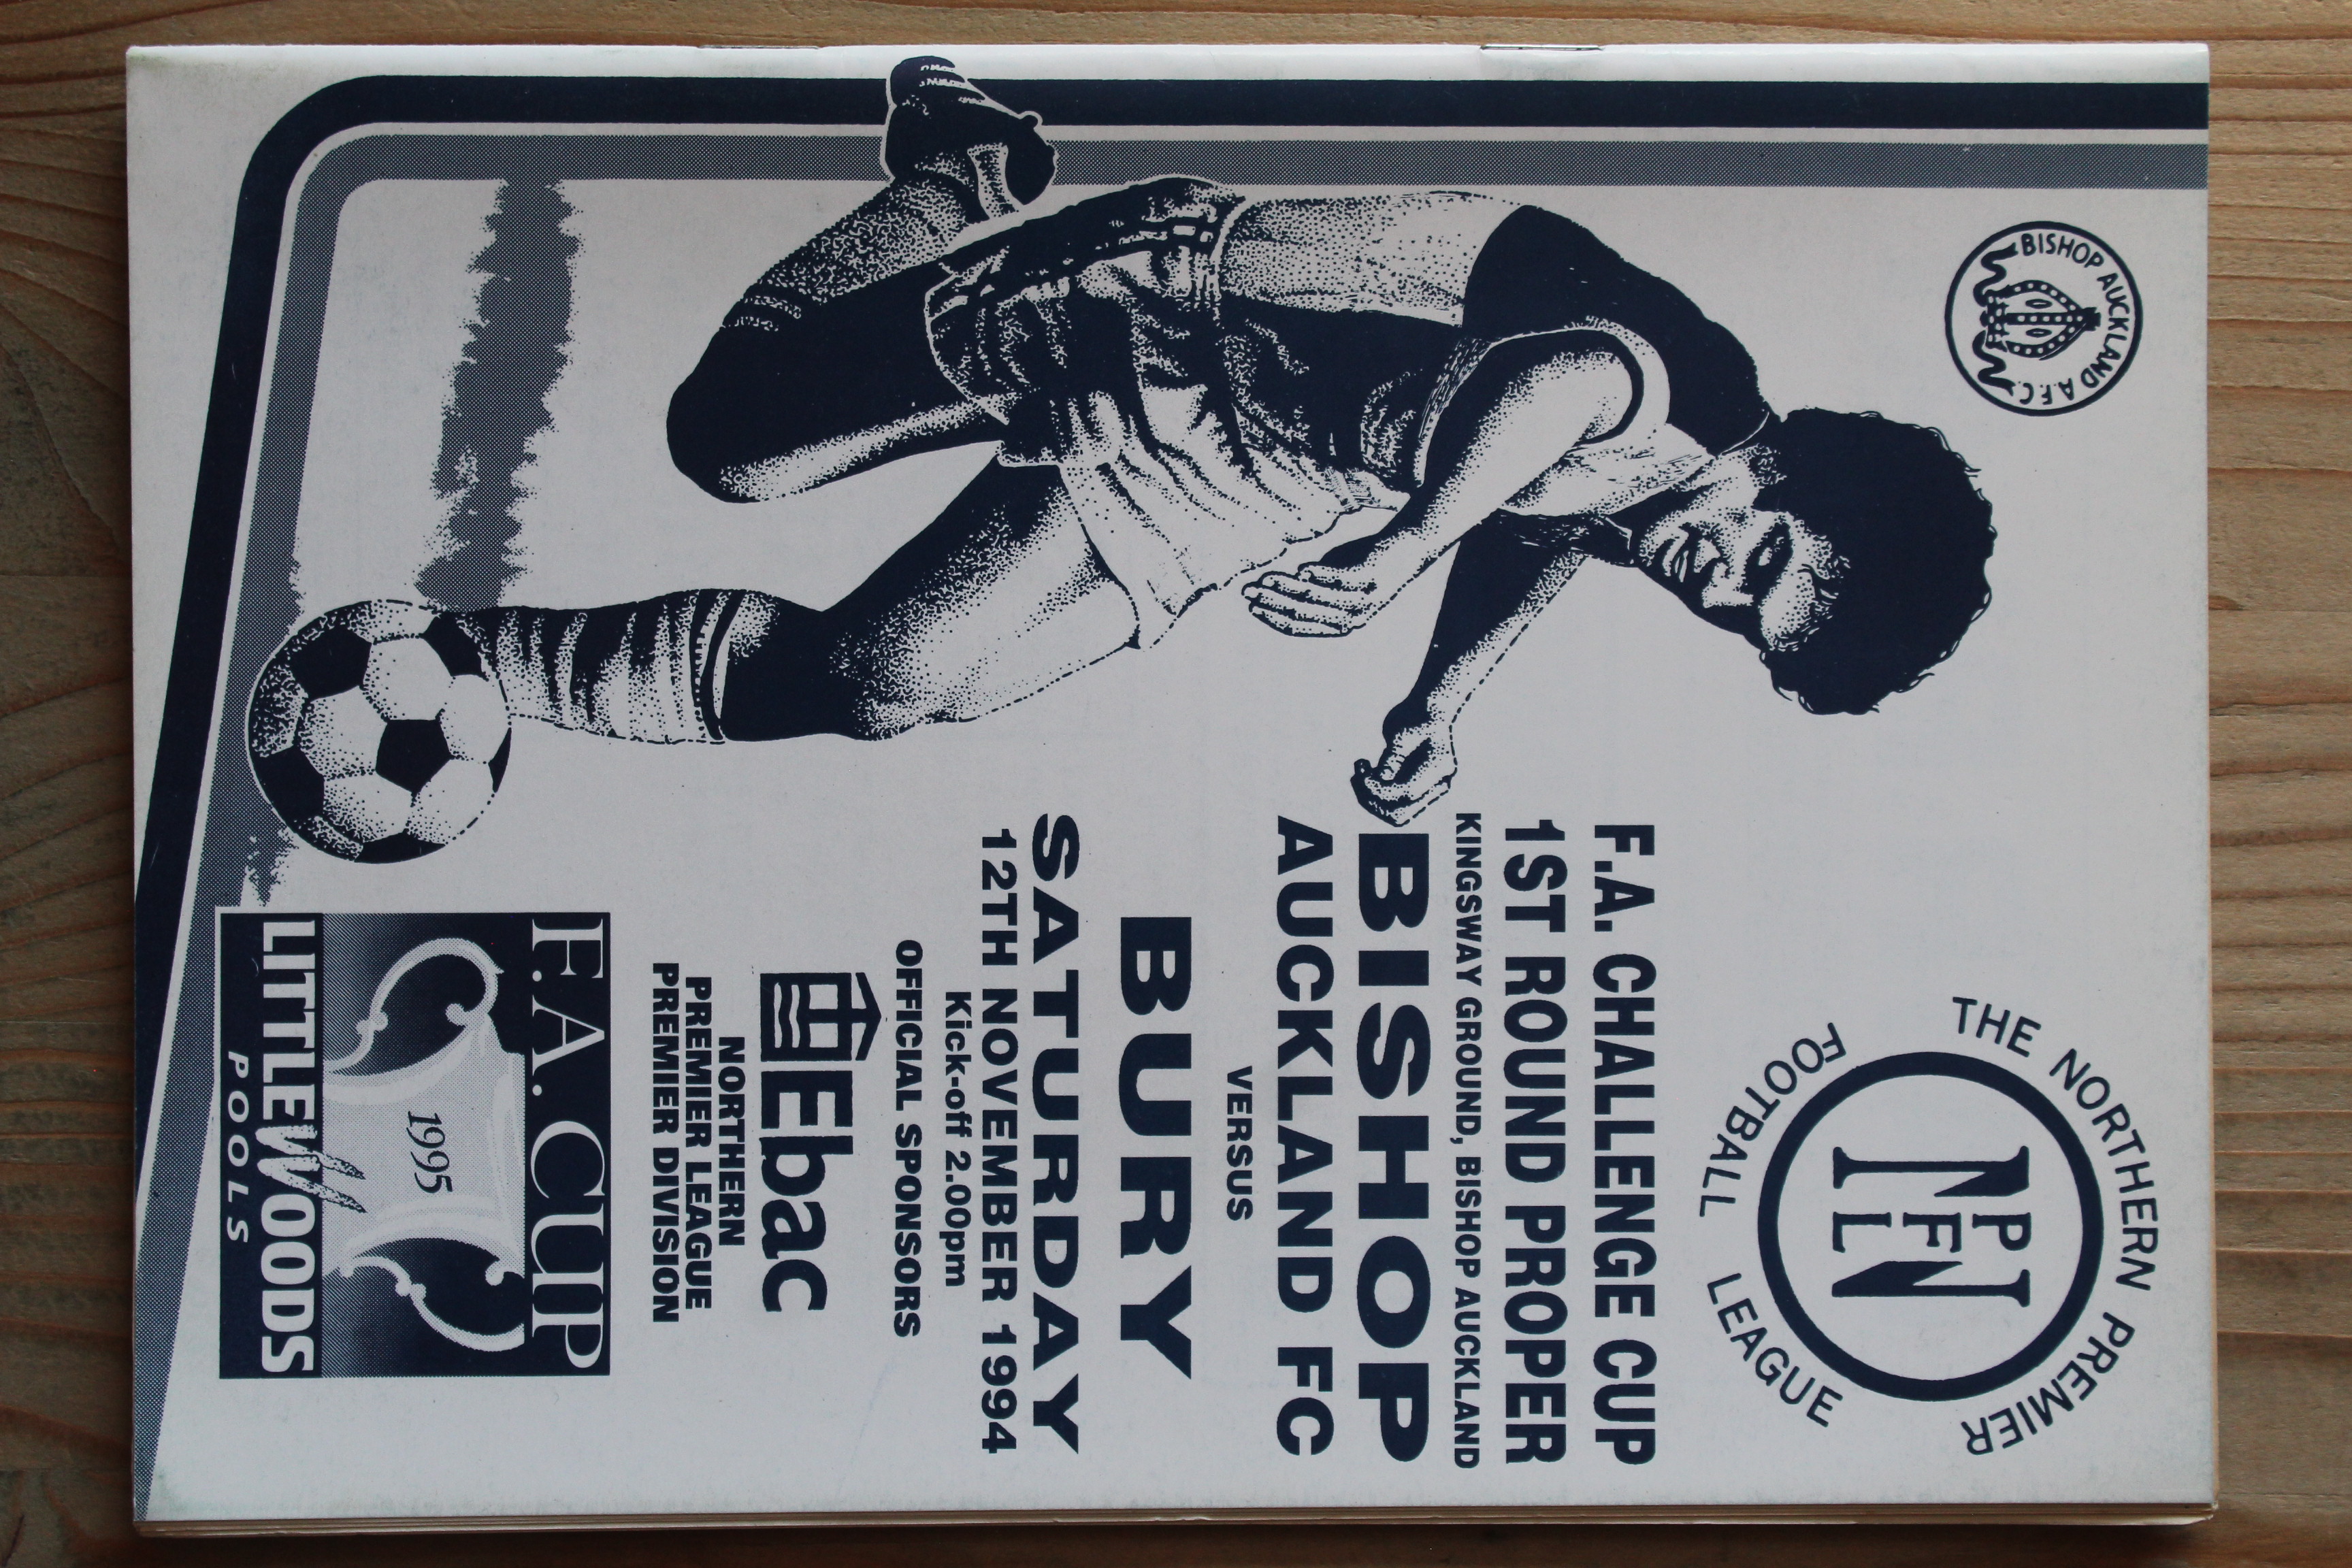 BISHOP AUCKLAND A.F.C.
THE NORTHERN PREMIER
FOOTBALL LEAGUE
NP
FN
L
F.A. CHALLENGE CUP
1ST ROUND PROPER
KINGSWAY GROUND, BISHOP AUCKLAND
BISHOP
AUCKLAND FC
VERSUS
BURY
SATURDAY
12TH NOVEMBER 1994
Kick-off 2.00pm
OFFICIAL SPONSORS
Ebac
NORTHERN
PREMIER LEAGUE
PREMIER DIVISION
F.A. CUP
1995
LITTLEWOODS
POOLS